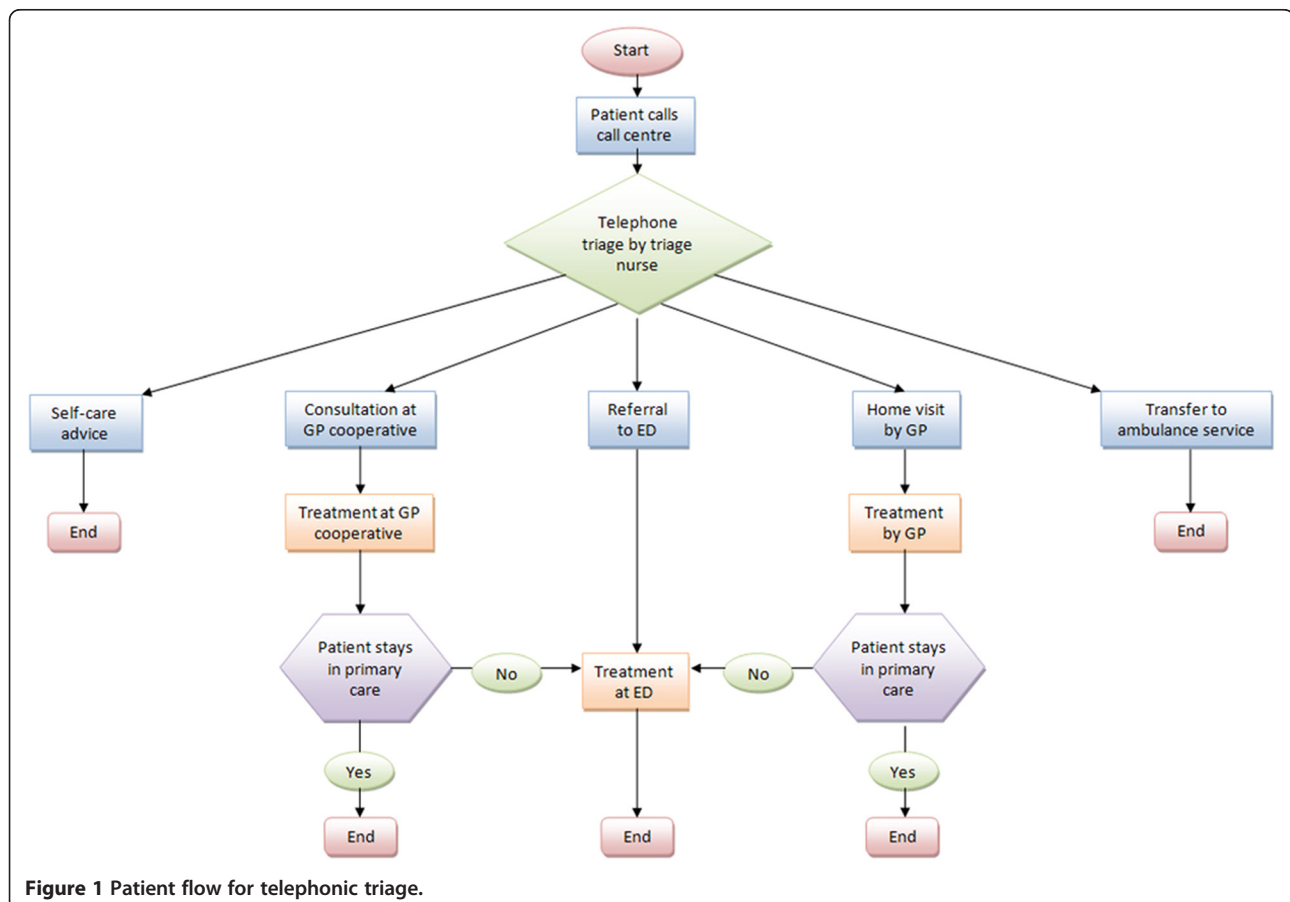 Start
Patient calls
call centre
Telephone
triage by triage
nurse
Self-care
advice
Consultation at
GP cooperative
Referral
to ED
Home visit
by GP
Transfer to
ambulance service
End
Treatment at GP
cooperative
Treatment
by GP
End
Patient stays
in primary
care
No
Treatment
at ED
No
Patient stays
in primary
care
Yes
Yes
End
End
End
Figure 1 Patient flow for telephonic triage.